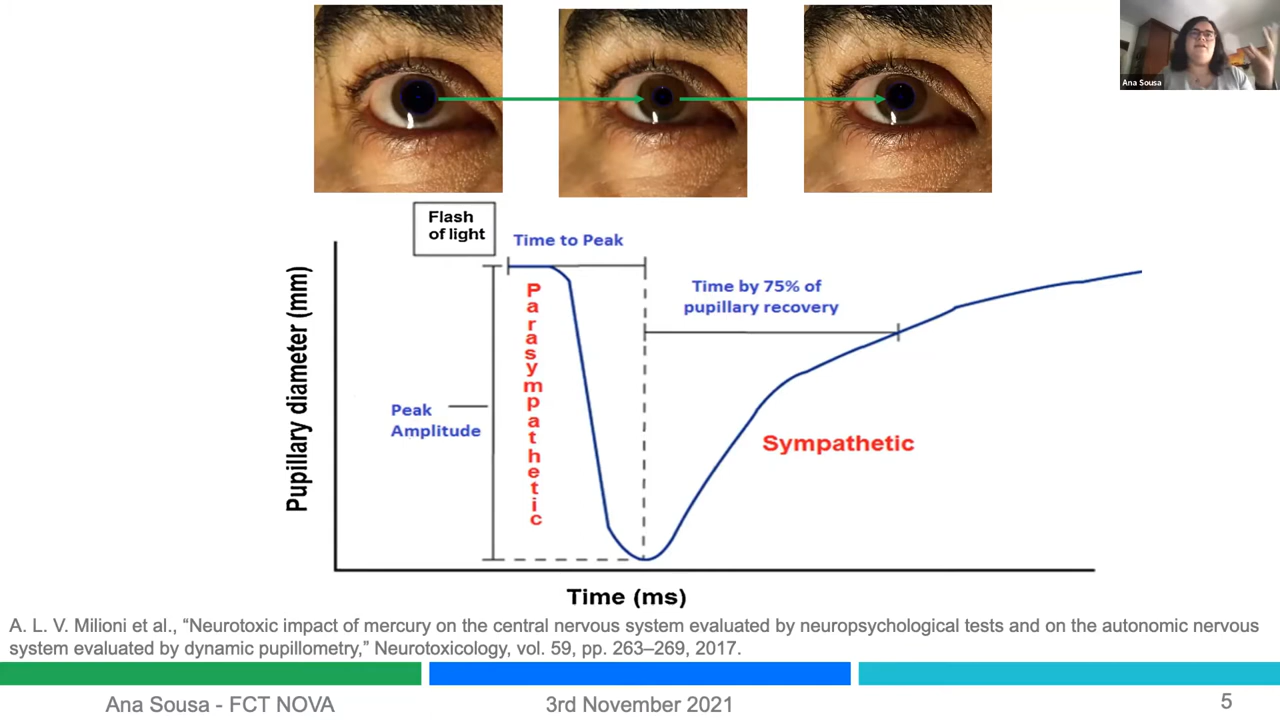 Ana Sousa
Flash
of light
Time to Peak
Time by 75% of
pupillary recovery
Pupillary diameter (mm)
Parasympathetic
Peak
Amplitude
Sympathetic
Time (ms)
A. L. V. Milioni et al., “Neurotoxic impact of mercury on the central nervous system evaluated by neuropsychological tests and on the autonomic nervous
system evaluated by dynamic pupillometry,” Neurotoxicology, vol. 59, pp. 263–269, 2017.
Ana Sousa - FCT NOVA
3rd November 2021
5